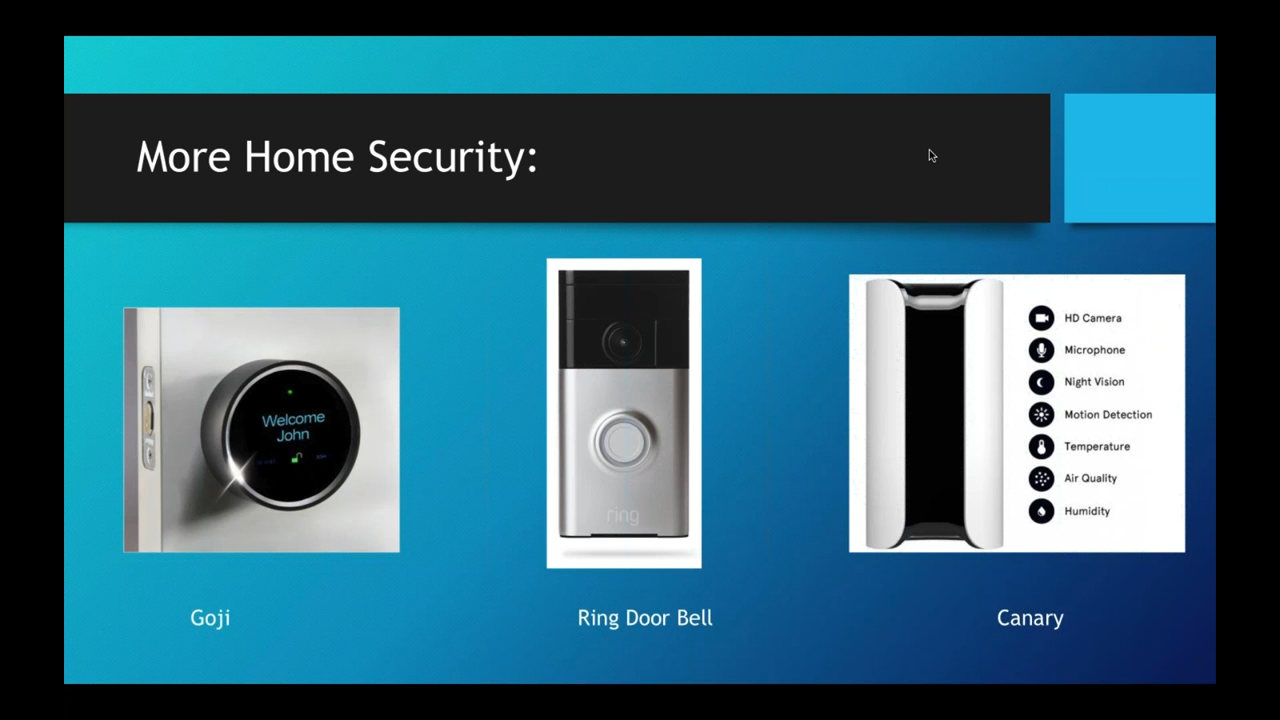 More Home Security:
Welcome
John
ring
HD Camera
Microphone
Night Vision
Motion Detection
Temperature
Air Quality
Humidity
Goji
Ring Door Bell
Canary